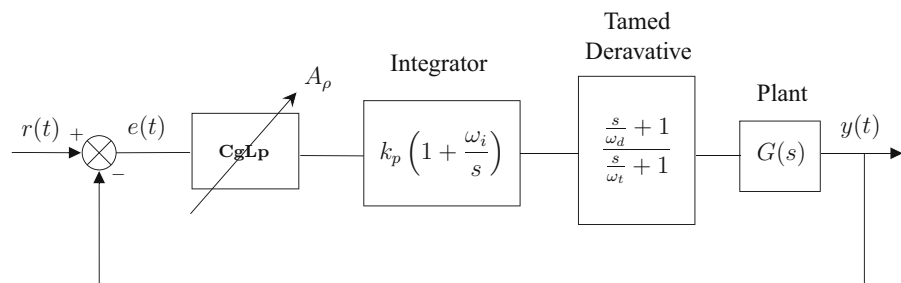 Tamed
Deravative
Integrator
Plant
A_ρ
r(t)
+
−
e(t)
CgLp
k_p (1 + ω_i / s)
(s/ω_d + 1) / (s/ω_t + 1)
G(s)
y(t)